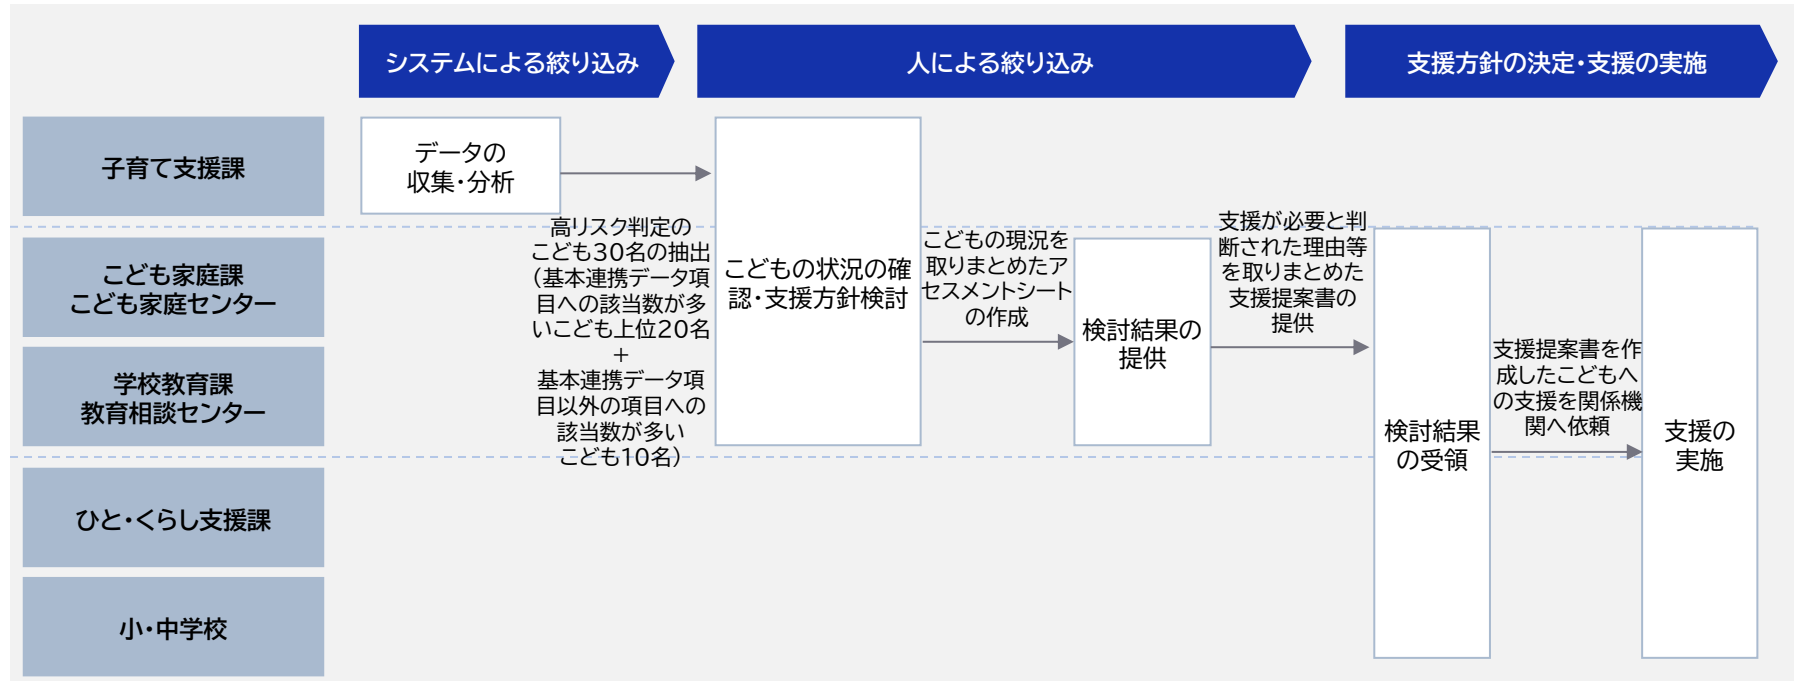 システムによる絞り込み
人による絞り込み
支援方針の決定・支援の実施
子育て支援課
こども家庭課
こども家庭センター
学校教育課
教育相談センター
ひと・くらし支援課
小・中学校
データの
収集・分析
高リスク判定の
こども30名の抽出
（基本連携データ項
目への該当数が多
いこども上位20名
＋
基本連携データ項
目以外の項目への
該当数が多い
こども10名）
こどもの状況の確
認・支援方針検討
こどもの現況を
取りまとめたア
セスメントシート
の作成
検討結果の
提供
支援が必要と判
断された理由等
を取りまとめた
支援提案書の
提供
検討結果
の受領
支援提案書を作
成したこどもへ
の支援を関係機
関へ依頼
支援の
実施